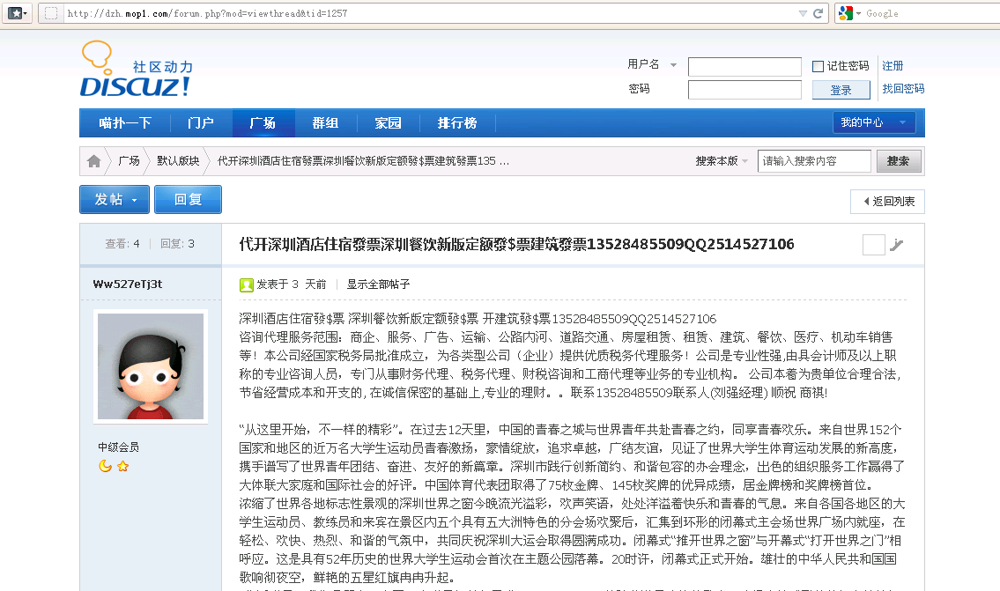 http://dzh.mop1.com/forum.php?mod=viewthread&tid=1257
Google
社区动力
DISCUZ!
用户名
记住密码
注册
密码
登录
找回密码
喵扑一下
门户
广场
群组
家园
排行榜
我的中心
广场
默认版块
代开深圳酒店住宿發票深圳餐饮新版定额發$票建筑發票135 ...
搜索本版
请输入搜索内容
搜索
发帖
回复
返回列表
查看: 4
回复: 3
代开深圳酒店住宿發票深圳餐饮新版定额發$票建筑發票13528485509QQ2514527106
Ww527eTj3t
发表于 3 天前
显示全部帖子
深圳酒店住宿發$票 深圳餐饮新版定额發$票 开建筑發$票13528485509QQ2514527106
咨询代理服务范围：商企、服务、广告、运输、公路内河、道路交通、房屋租赁、租赁、建筑、餐饮、医疗、机动车销售
等！本公司经国家税务局批准成立，为各类型公司（企业）提供优质税务代理服务！公司是专业性强,由具会计师及以上职
称的专业咨询人员，专门从事财务代理、税务代理、财税咨询和工商代理等业务的专业机构。 公司本着为贵单位合理合法,
节省经营成本和开支的, 在诚信保密的基础上,专业的理财。。联系13528485509联系人(刘强经理) 顺祝 商祺!
“从这里开始，不一样的精彩”。在过去12天里，中国的青春之城与世界青年共赴青春之约，同享青春欢乐。来自世界152个
国家和地区的近万名大学生运动员青春激扬，豪情绽放，追求卓越，广结友谊，见证了世界大学生体育运动发展的新高度，
携手谱写了世界青年团结、奋进、友好的新篇章。深圳市践行创新简约、和谐包容的办会理念，出色的组织服务工作赢得了
大体联大家庭和国际社会的好评。中国体育代表团取得了75枚金牌、145枚奖牌的优异成绩，居金牌榜和奖牌榜首位。
浓缩了世界各地标志性景观的深圳世界之窗今晚流光溢彩，欢声笑语，处处洋溢着快乐和青春的气息。来自各国各地区的大
学生运动员、教练员和来宾在景区内五个具有五大洲特色的分会场欢聚后，汇集到环形的闭幕式主会场世界广场内就座，在
轻松、欢快、热烈、和谐的气氛中，共同庆祝深圳大运会取得圆满成功。闭幕式“推开世界之窗”与开幕式“打开世界之门”相
呼应。这是具有52年历史的世界大学生运动会首次在主题公园落幕。20时许，闭幕式正式开始。雄壮的中华人民共和国国
歌响彻夜空，鲜艳的五星红旗冉冉升起。
中级会员